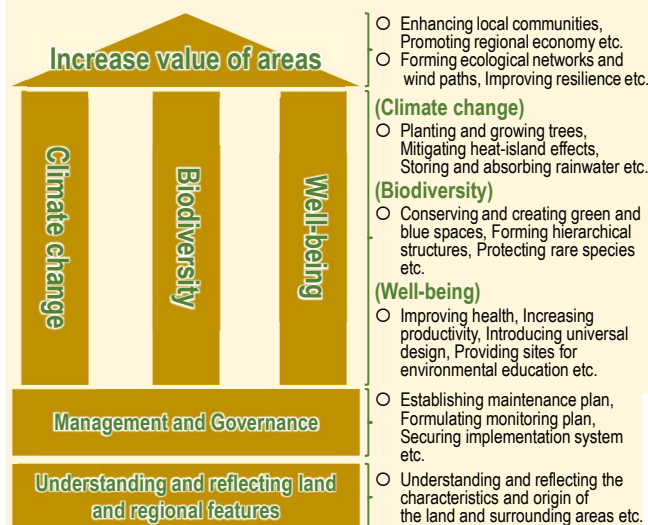 Increase value of areas
○ Enhancing local communities,
Promoting regional economy etc.
○ Forming ecological networks and
wind paths, Improving resilience etc.
Climate change
Biodiversity
Well-being
(Climate change)
○ Planting and growing trees,
Mitigating heat-island effects,
Storing and absorbing rainwater etc.
(Biodiversity)
○ Conserving and creating green and
blue spaces, Forming hierarchical
structures, Protecting rare species
etc.
(Well-being)
○ Improving health, Increasing
productivity, Introducing universal
design, Providing sites for
environmental education etc.
Management and Governance
○ Establishing maintenance plan,
Formulating monitoring plan,
Securing implementation system
etc.
Understanding and reflecting land
and regional features
○ Understanding and reflecting the
characteristics and origin of
the land and surrounding areas etc.